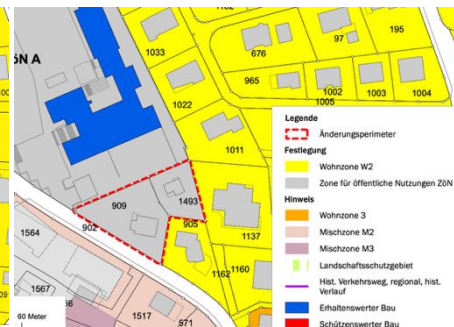 1033
676
97
195
ÖN A
965
1002
1005
1003
1004
1022
1011
1493
909
902
905
1137
1162
1160
1564
1567
1517
571
60 Meter
Legende
Änderungsperimeter
Festlegung
Wohnzone W2
Zone für öffentliche Nutzungen ZöN
Hinweis
Wohnzone 3
Mischzone M2
Mischzone M3
Landschaftsschutzgebiet
Hist. Verkehrsweg, regional, hist.
Verlauf
Erhaltenswerter Bau
Schützenswerter Bau